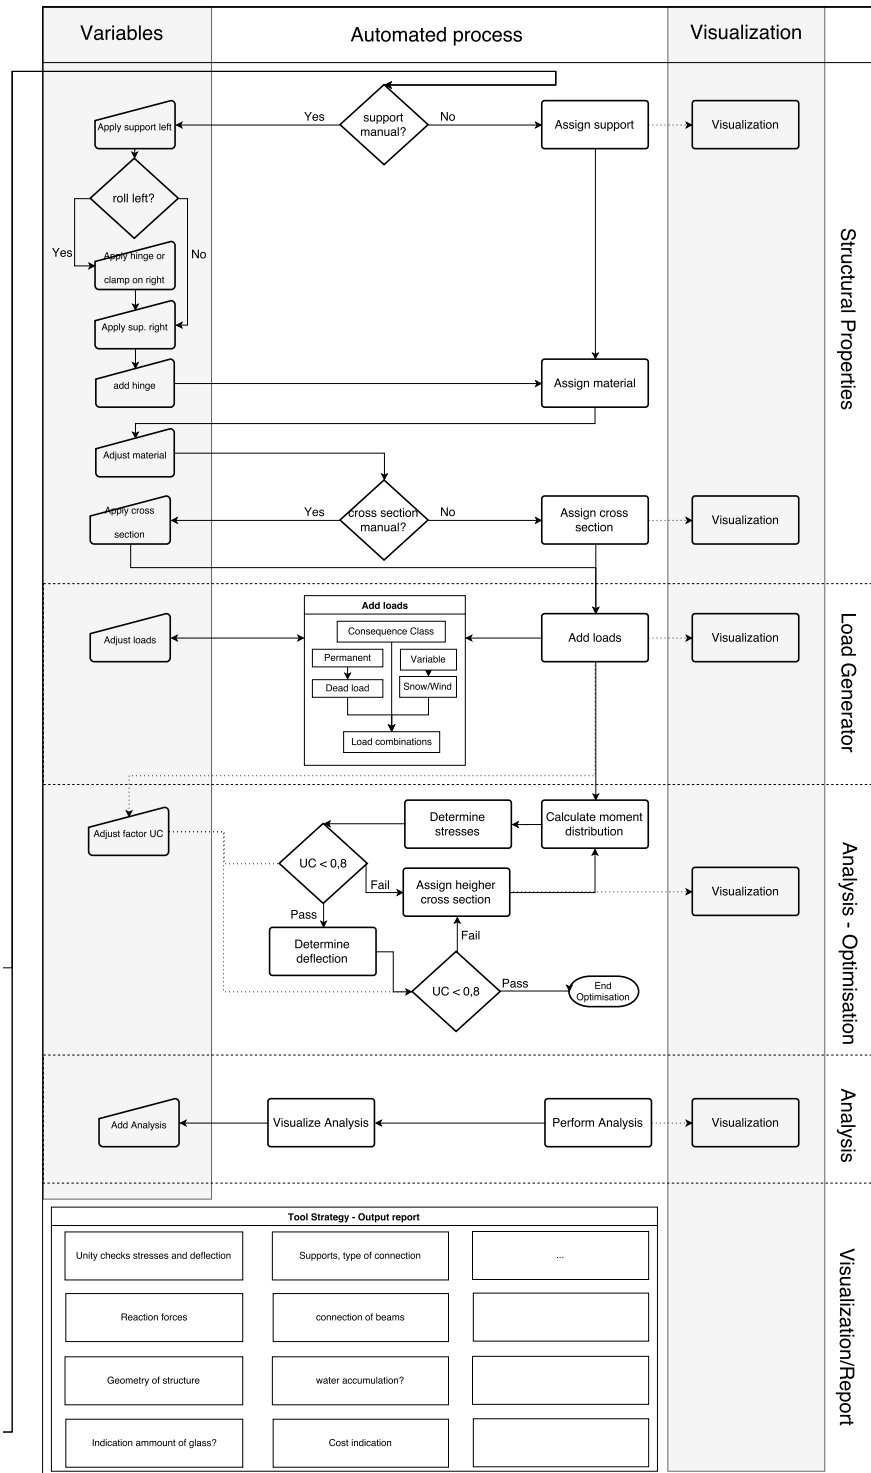 Variables
Automated process
Visualization
support
manual?
Yes
No
Apply support left
Assign support
Visualization
roll left?
Yes
No
Apply hinge or
clamp on right
Apply sup. right
add hinge
Assign material
Structural Properties
Adjust material
cross section
manual?
Yes
No
Apply cross
section
Assign cross
section
Visualization
Add loads
Consequence Class
Permanent
Variable
Dead load
Snow/Wind
Load combinations
Adjust loads
Add loads
Visualization
Load Generator
Adjust factor UC
Determine
stresses
Calculate moment
distribution
UC < 0,8
Fail
Assign heigher
cross section
Visualization
Pass
Determine
deflection
Fail
UC < 0,8
Pass
End
Optimisation
Analysis - Optimisation
Add Analysis
Visualize Analysis
Perform Analysis
Visualization
Analysis
Tool Strategy - Output report
Unity checks stresses and deflection
Supports, type of connection
...
Reaction forces
connection of beams
Geometry of structure
water accumulation?
Indication ammount of glass?
Cost indication
Visualization/Report